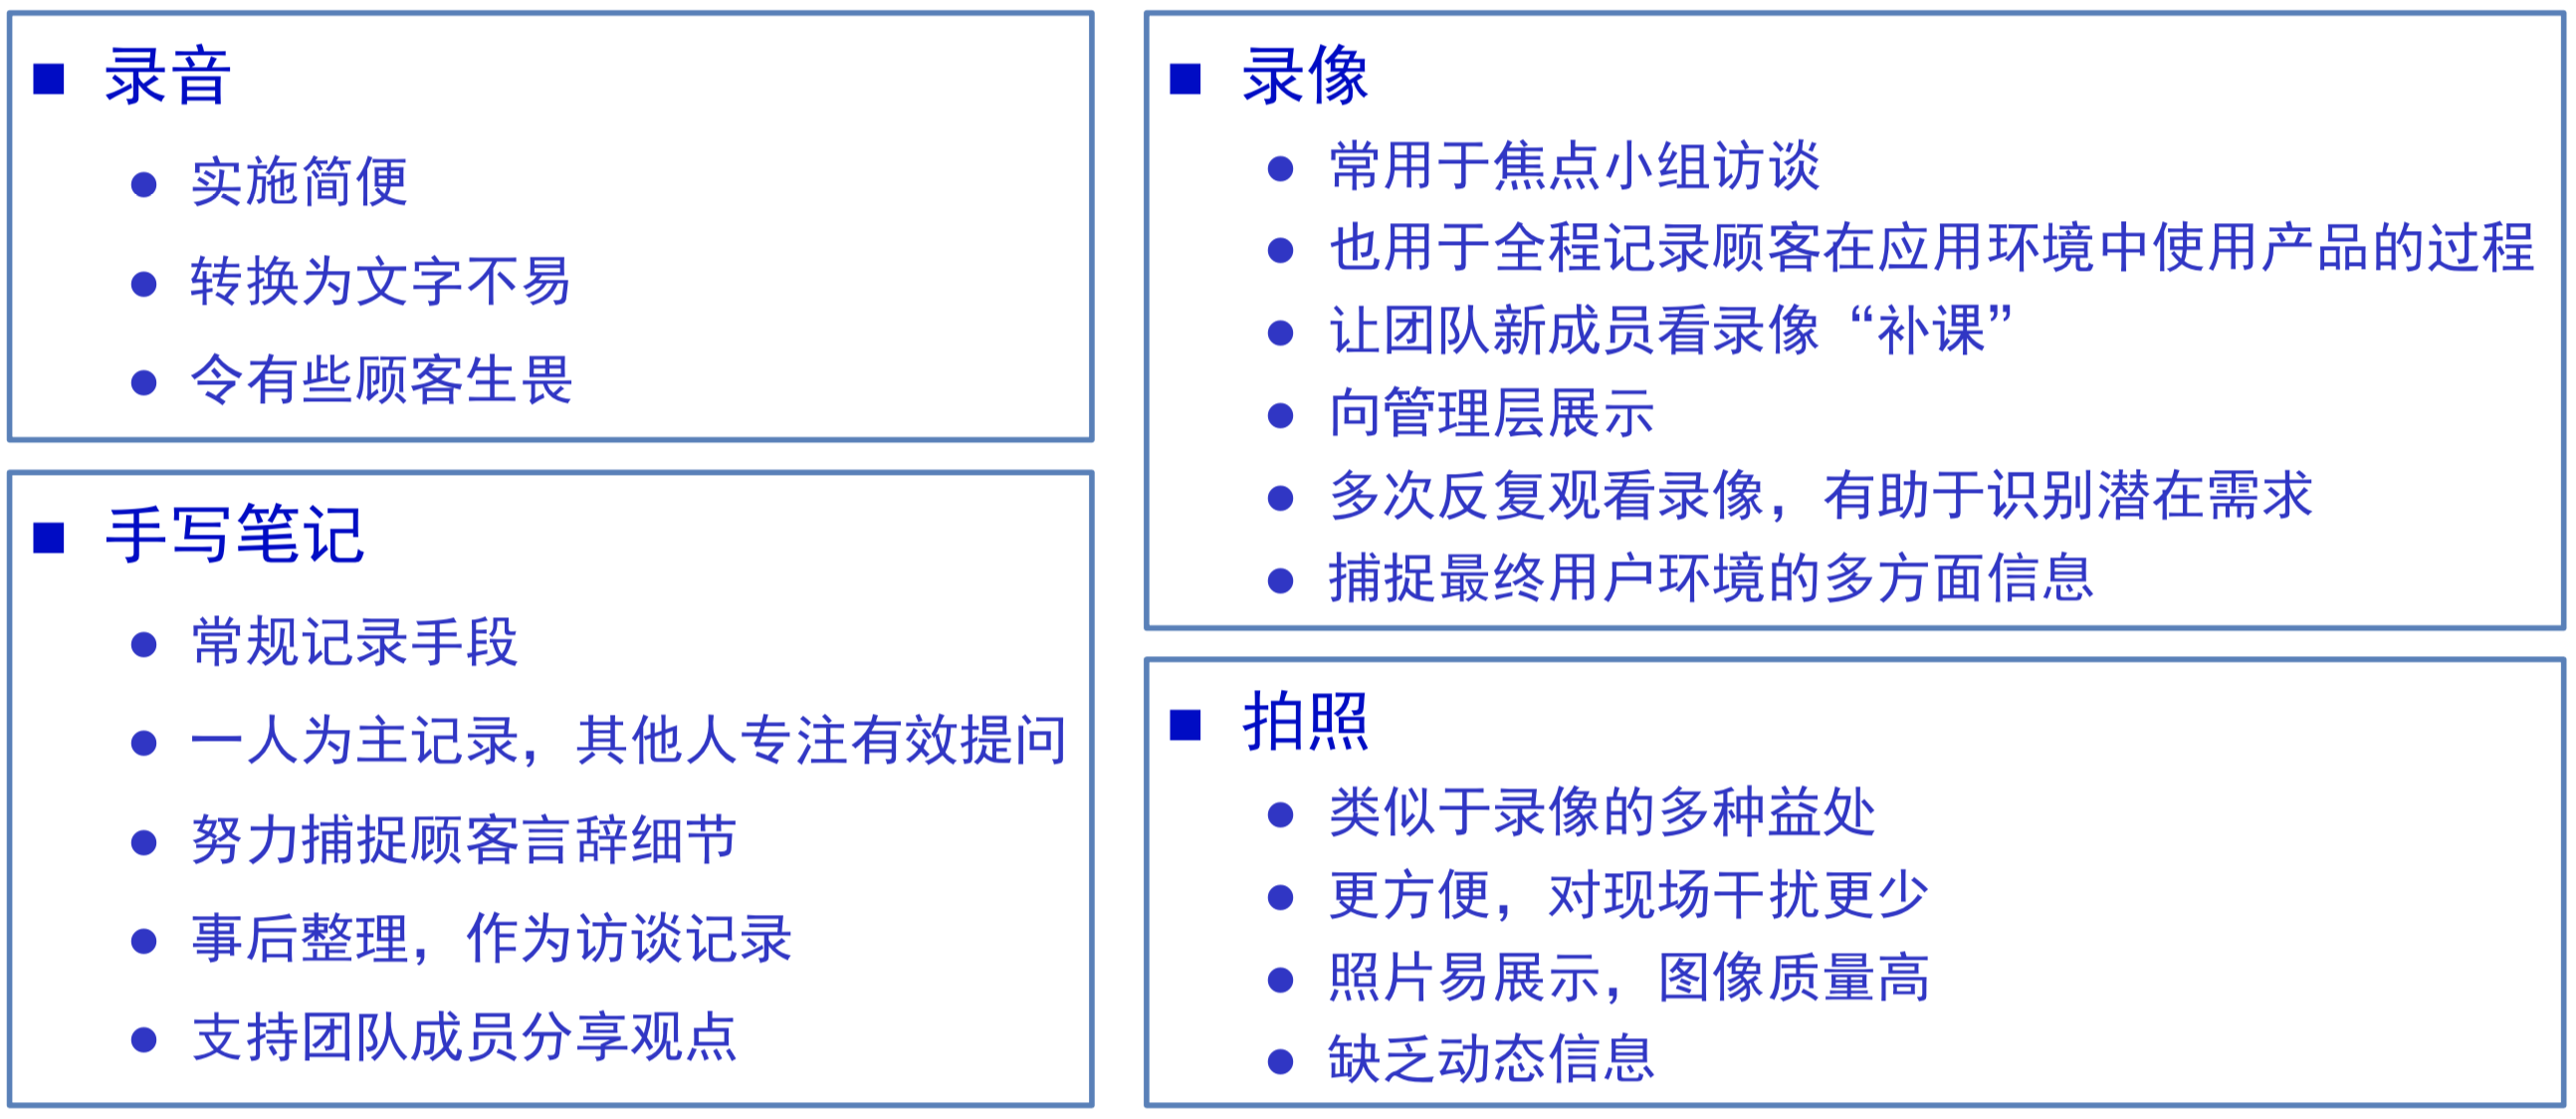 ■ 录音
● 实施简便
● 转换为文字不易
● 令有些顾客生畏
■ 手写笔记
● 常规记录手段
● 一人为主记录，其他人专注有效提问
● 努力捕捉顾客言辞细节
● 事后整理，作为访谈记录
● 支持团队成员分享观点
■ 录像
● 常用于焦点小组访谈
● 也用于全程记录顾客在应用环境中使用产品的过程
● 让团队新成员看录像“补课”
● 向管理层展示
● 多次反复观看录像，有助于识别潜在需求
● 捕捉最终用户环境的多方面信息
■ 拍照
● 类似于录像的多种益处
● 更方便，对现场干扰更少
● 照片易展示，图像质量高
● 缺乏动态信息